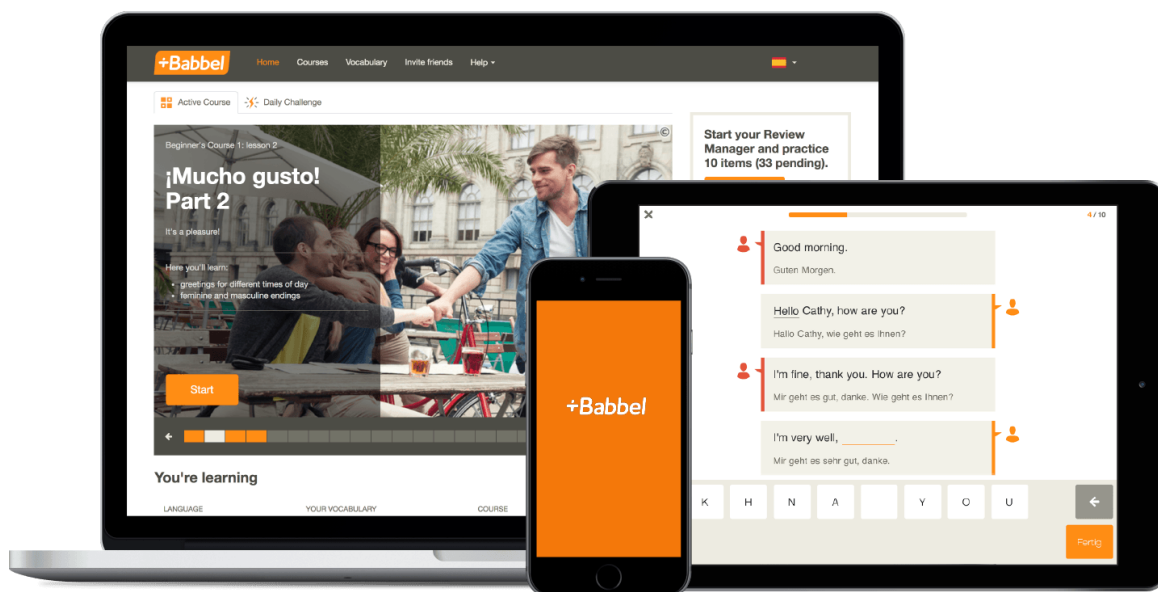 +Babbel
Home Courses Vocabulary Invite friends Help
Active Course Daily Challenge
©
Beginner's Course 1: lesson 2
¡Mucho gusto!
Part 2
It's a pleasure!
Here you'll learn:
• greetings for different times of day
• feminine and masculine endings
Start
You're learning
LANGUAGE YOUR VOCABULARY COURSE
Start your Review
Manager and practice
10 items (33 pending).
+Babbel
4 / 10
Good morning.
Guten Morgen.
Hello Cathy, how are you?
Hallo Cathy, wie geht es Ihnen?
I'm fine, thank you. How are you?
Mir geht es gut, danke. Wie geht es Ihnen?
I'm very well, ________.
Mir geht es sehr gut, danke.
K H N A Y O U
Fertig